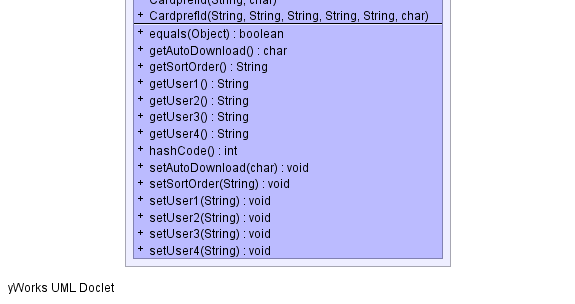 CardprefId(String, char)
+ CardprefId(String, String, String, String, String, char)
+ equals(Object) : boolean
+ getAutoDownload() : char
+ getSortOrder() : String
+ getUser1() : String
+ getUser2() : String
+ getUser3() : String
+ getUser4() : String
+ hashCode() : int
+ setAutoDownload(char) : void
+ setSortOrder(String) : void
+ setUser1(String) : void
+ setUser2(String) : void
+ setUser3(String) : void
+ setUser4(String) : void
yWorks UML Doclet